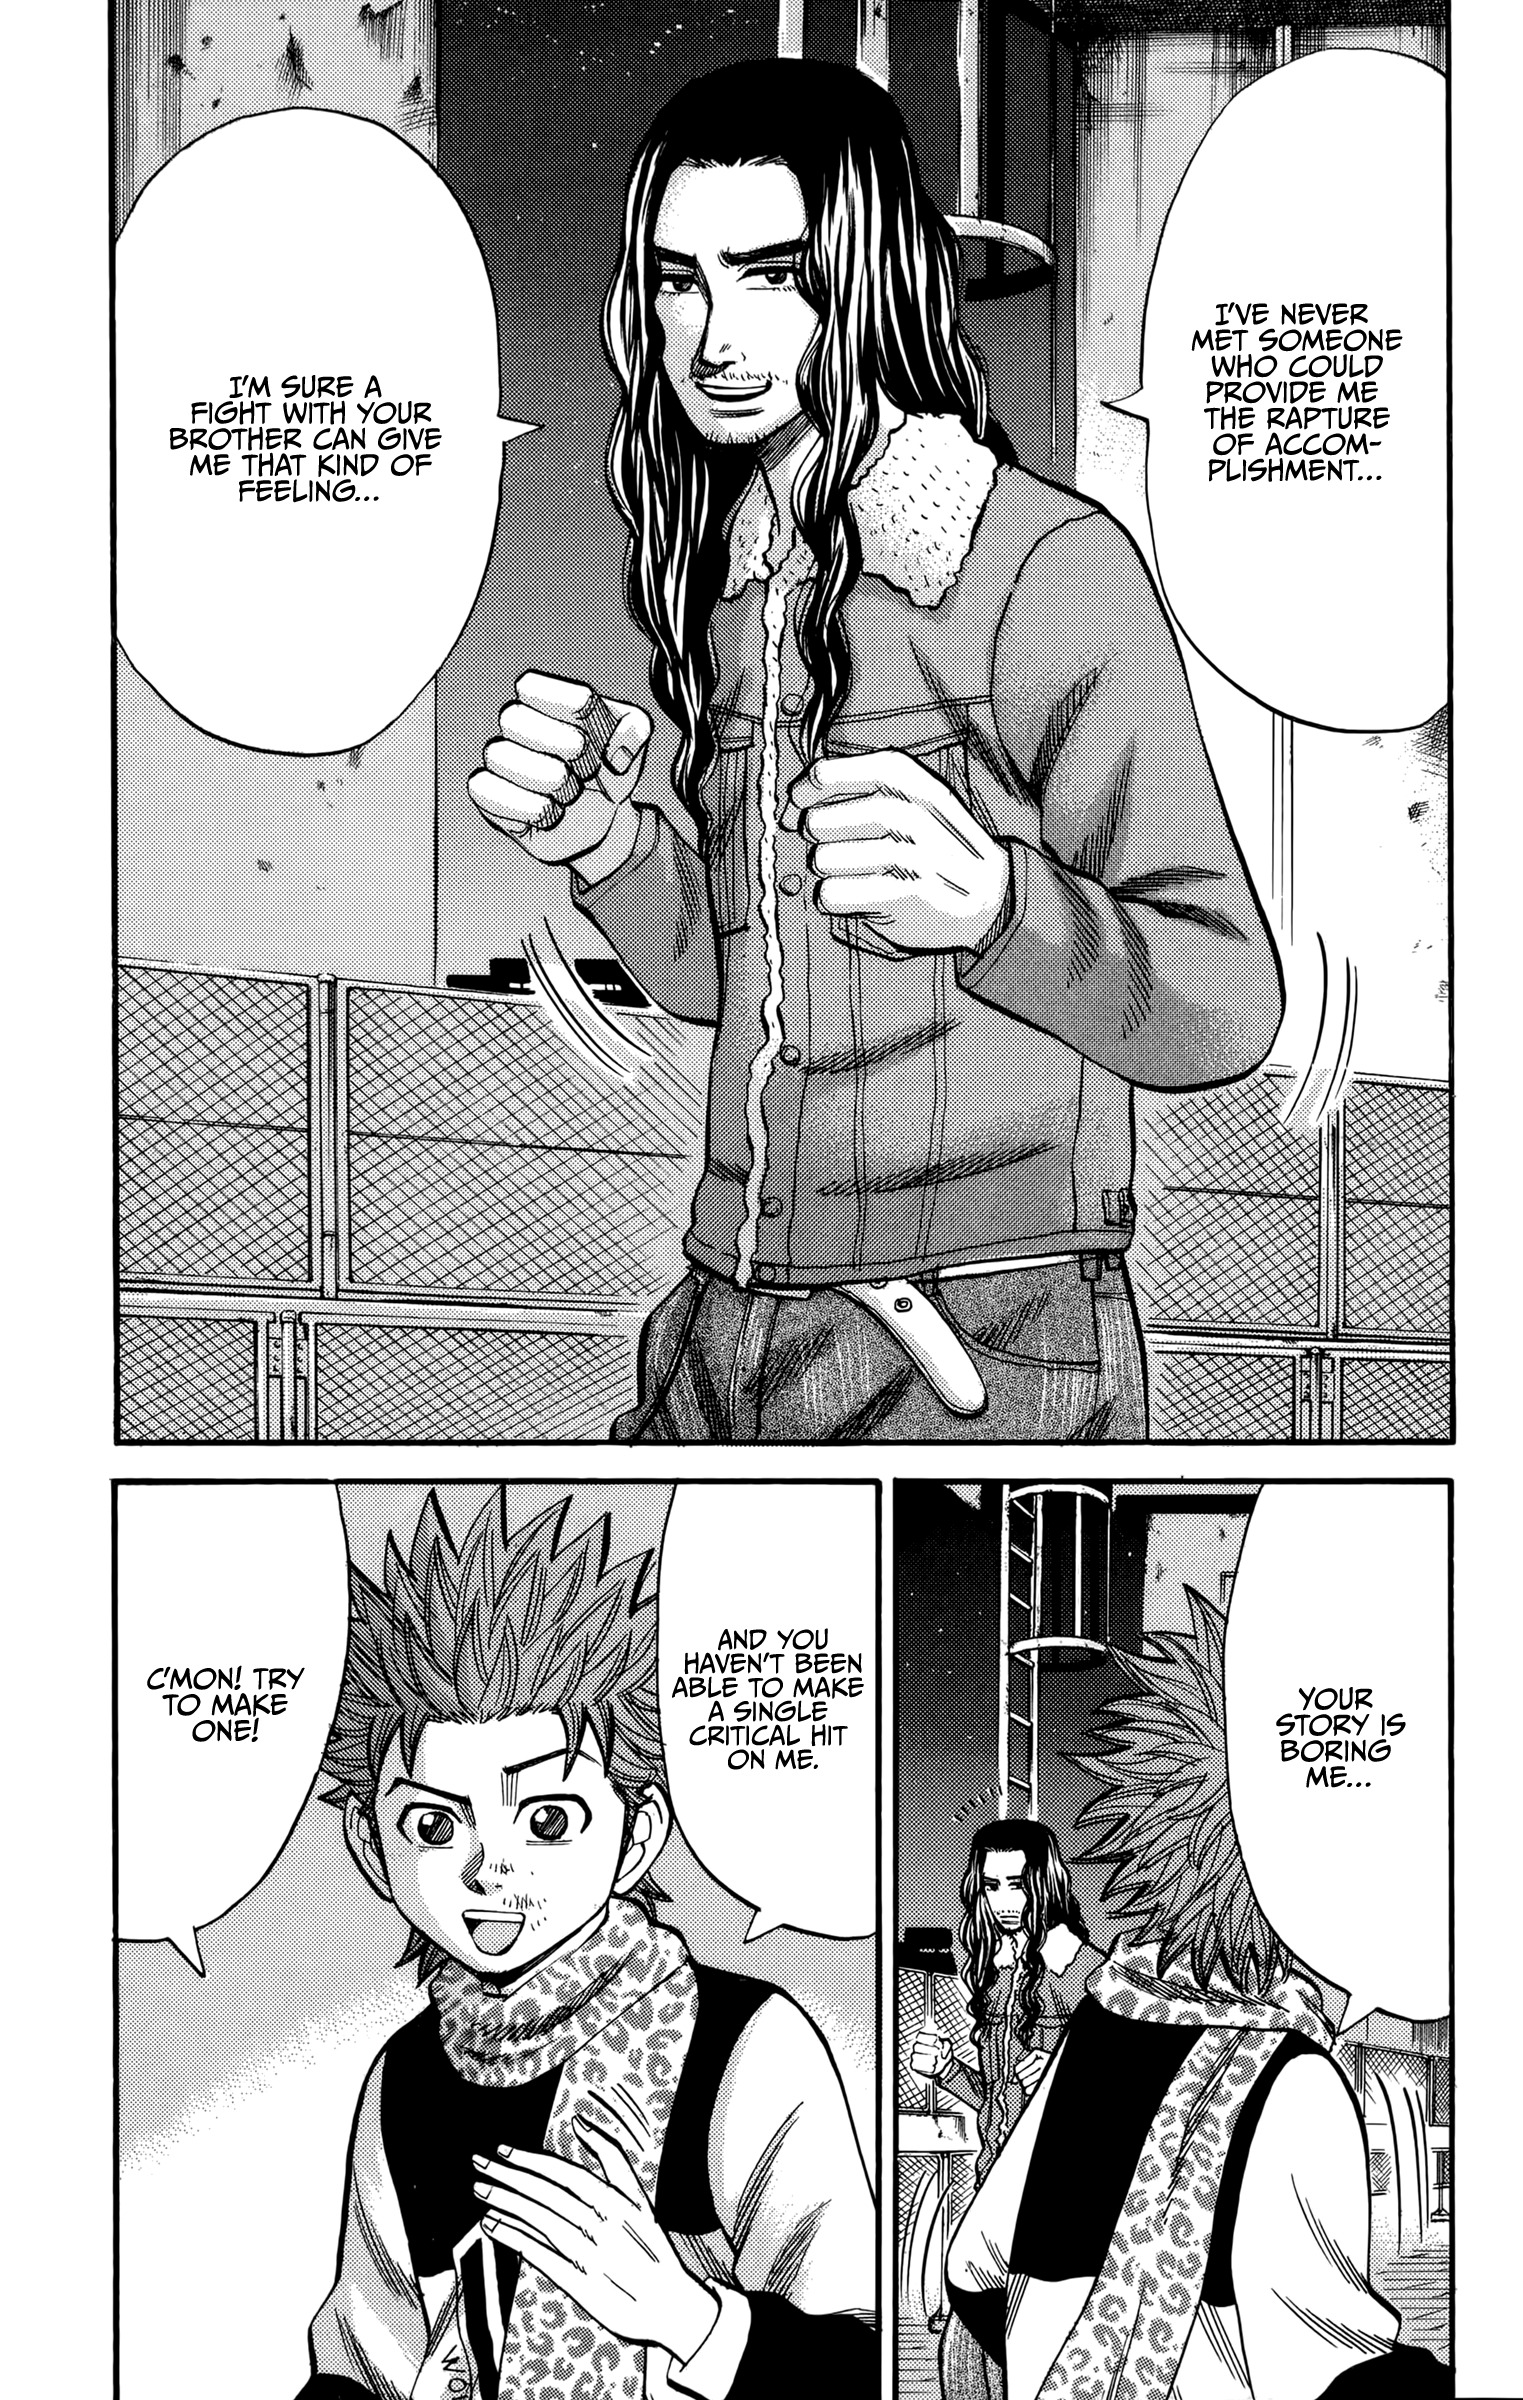 I'VE NEVER
MET SOMEONE
WHO COULD
PROVIDE ME
THE RAPTURE
OF ACCOM-
PLISHMENT...
I'M SURE A
FIGHT WITH YOUR
BROTHER CAN GIVE
ME THAT KIND OF
FEELING...
YOUR
STORY IS
BORING
ME...
AND YOU
HAVEN'T BEEN
ABLE TO MAKE
A SINGLE
CRITICAL HIT
ON ME.
C'MON! TRY
TO MAKE
ONE!